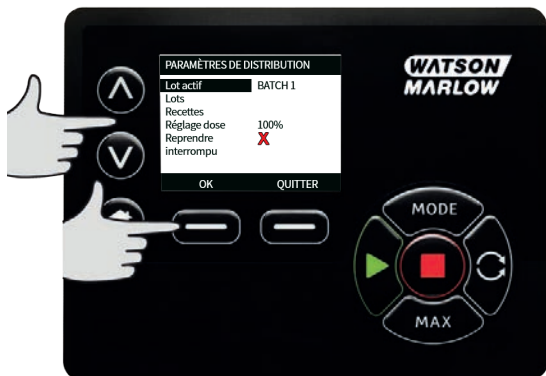 PARAMÈTRES DE DISTRIBUTION
Lot actif BATCH 1
Lots
Recettes
Réglage dose 100%
Reprendre X
interrompu
OK QUITTER
WATSON
MARLOW
MODE
MAX